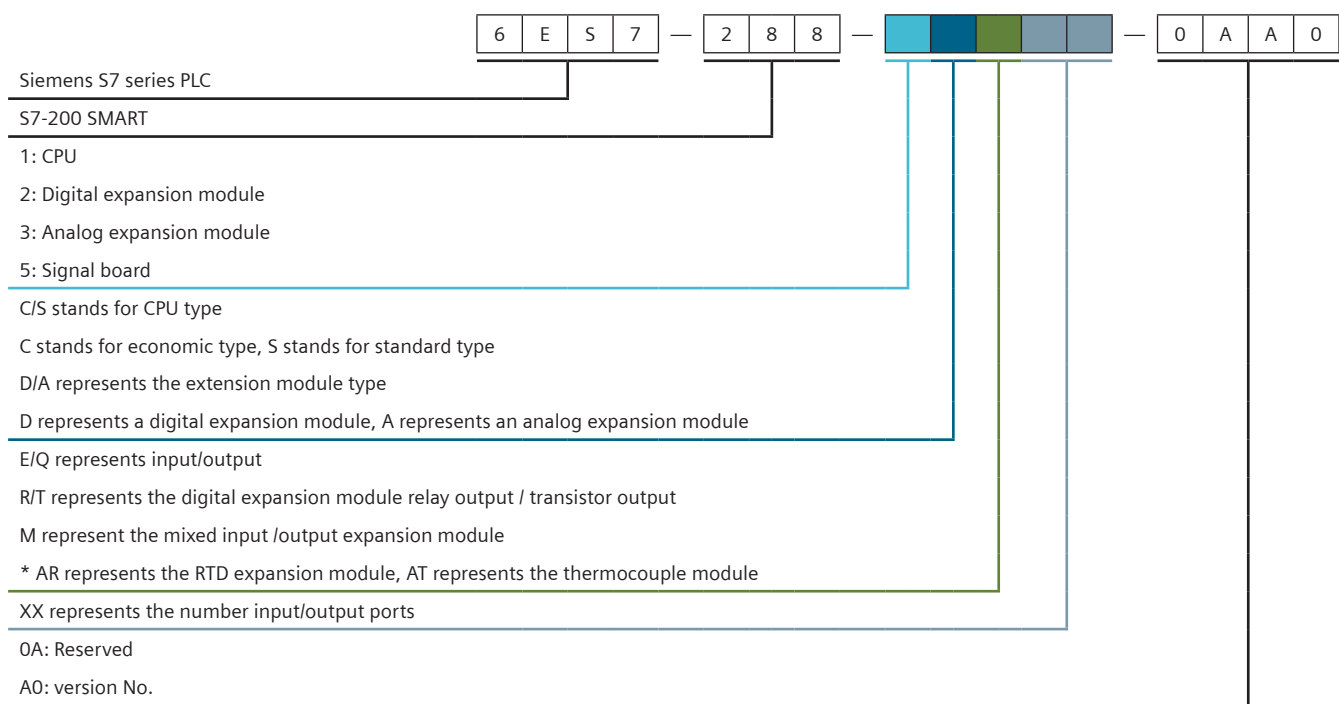 6 E S 7 — 2 8 8 — — 0 A A 0
Siemens S7 series PLC
S7-200 SMART
1: CPU
2: Digital expansion module
3: Analog expansion module
5: Signal board
C/S stands for CPU type
C stands for economic type, S stands for standard type
D/A represents the extension module type
D represents a digital expansion module, A represents an analog expansion module
E/Q represents input/output
R/T represents the digital expansion module relay output / transistor output
M represent the mixed input /output expansion module
* AR represents the RTD expansion module, AT represents the thermocouple module
XX represents the number input/output ports
0A: Reserved
A0: version No.